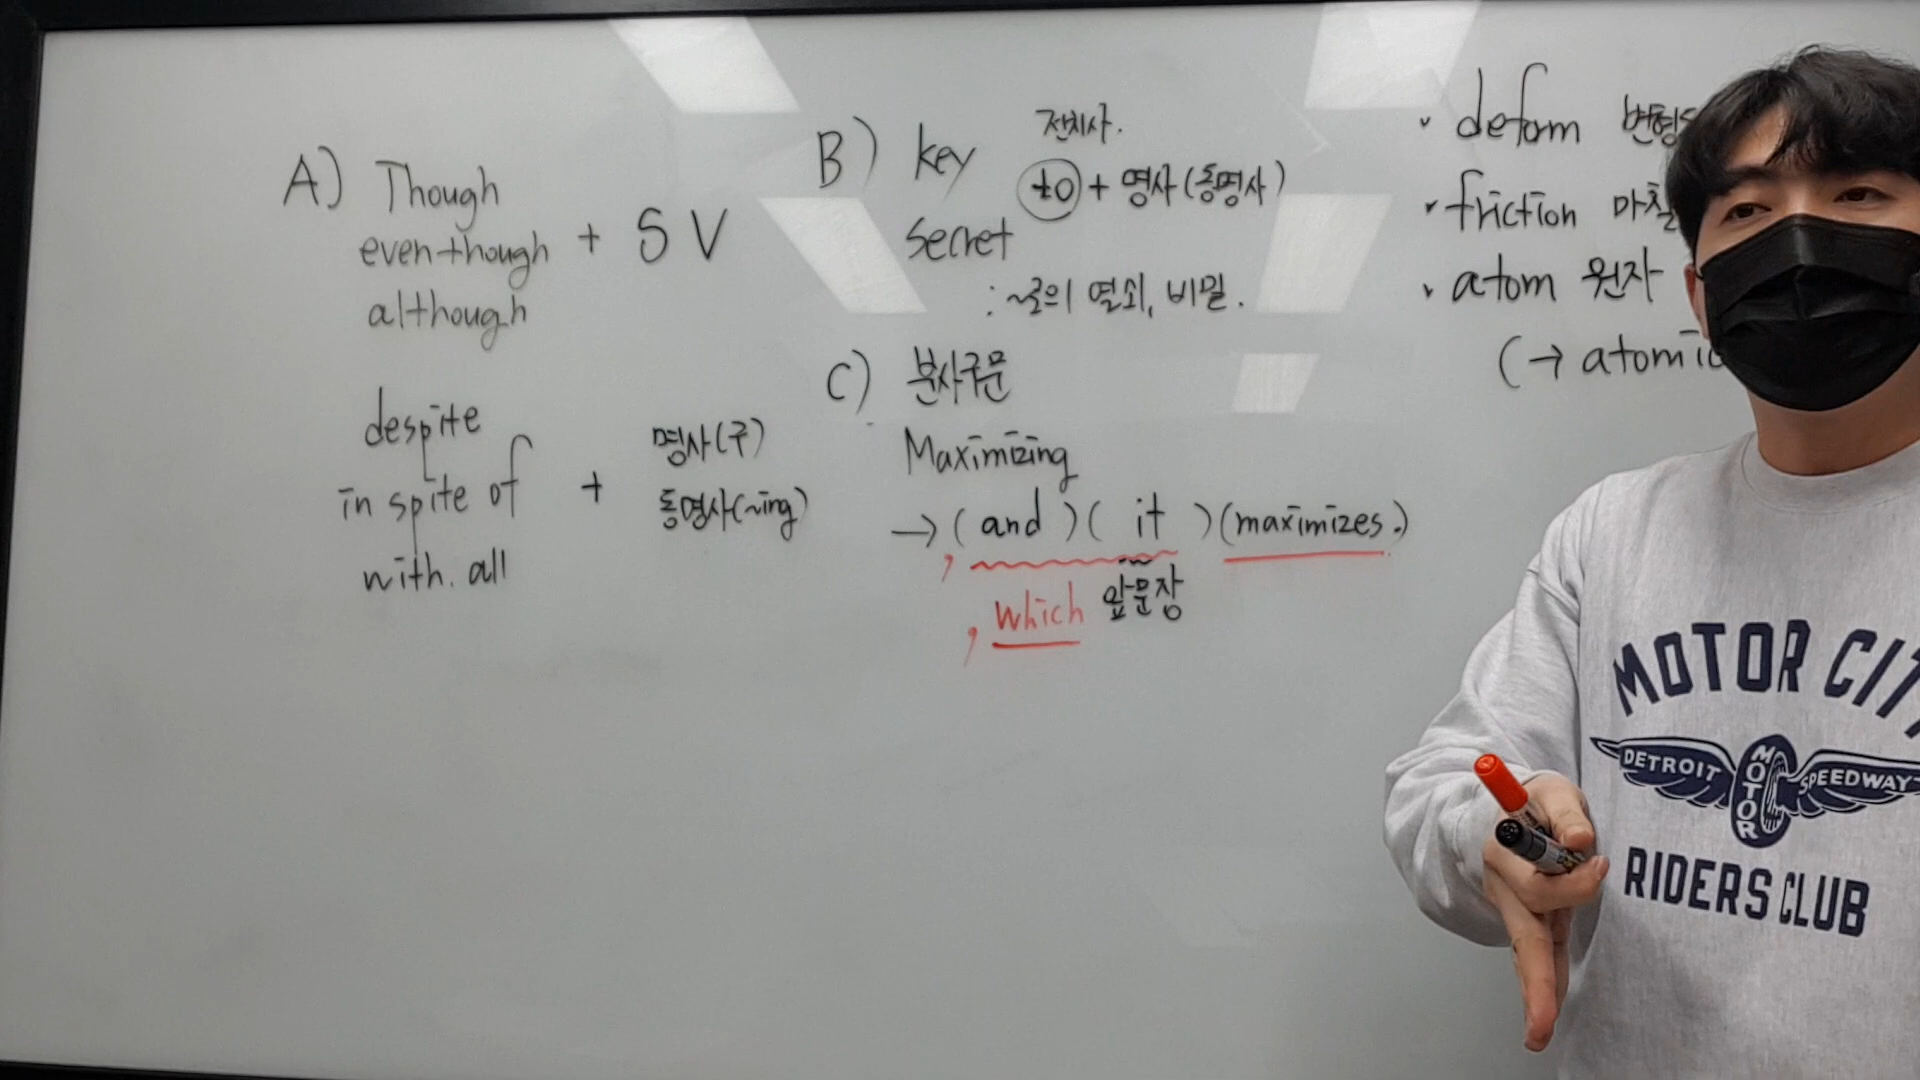 A) Though
even though + S V
although
despite
in spite of + 명사(구)
동명사(~ing)
with. all
B) key
전치사.
to + 명사(동명사)
Secret
: ~로의 열쇠, 비밀.
C) 분사구문
Maximizing
→ ( and ) ( it ) (maximizes.)
, which 앞문장
• deform 변형
• friction 마찰
• atom 원자
(→ atomic
MOTOR CIT
DETROIT MOTOR SPEEDWAY
RIDERS CLUB